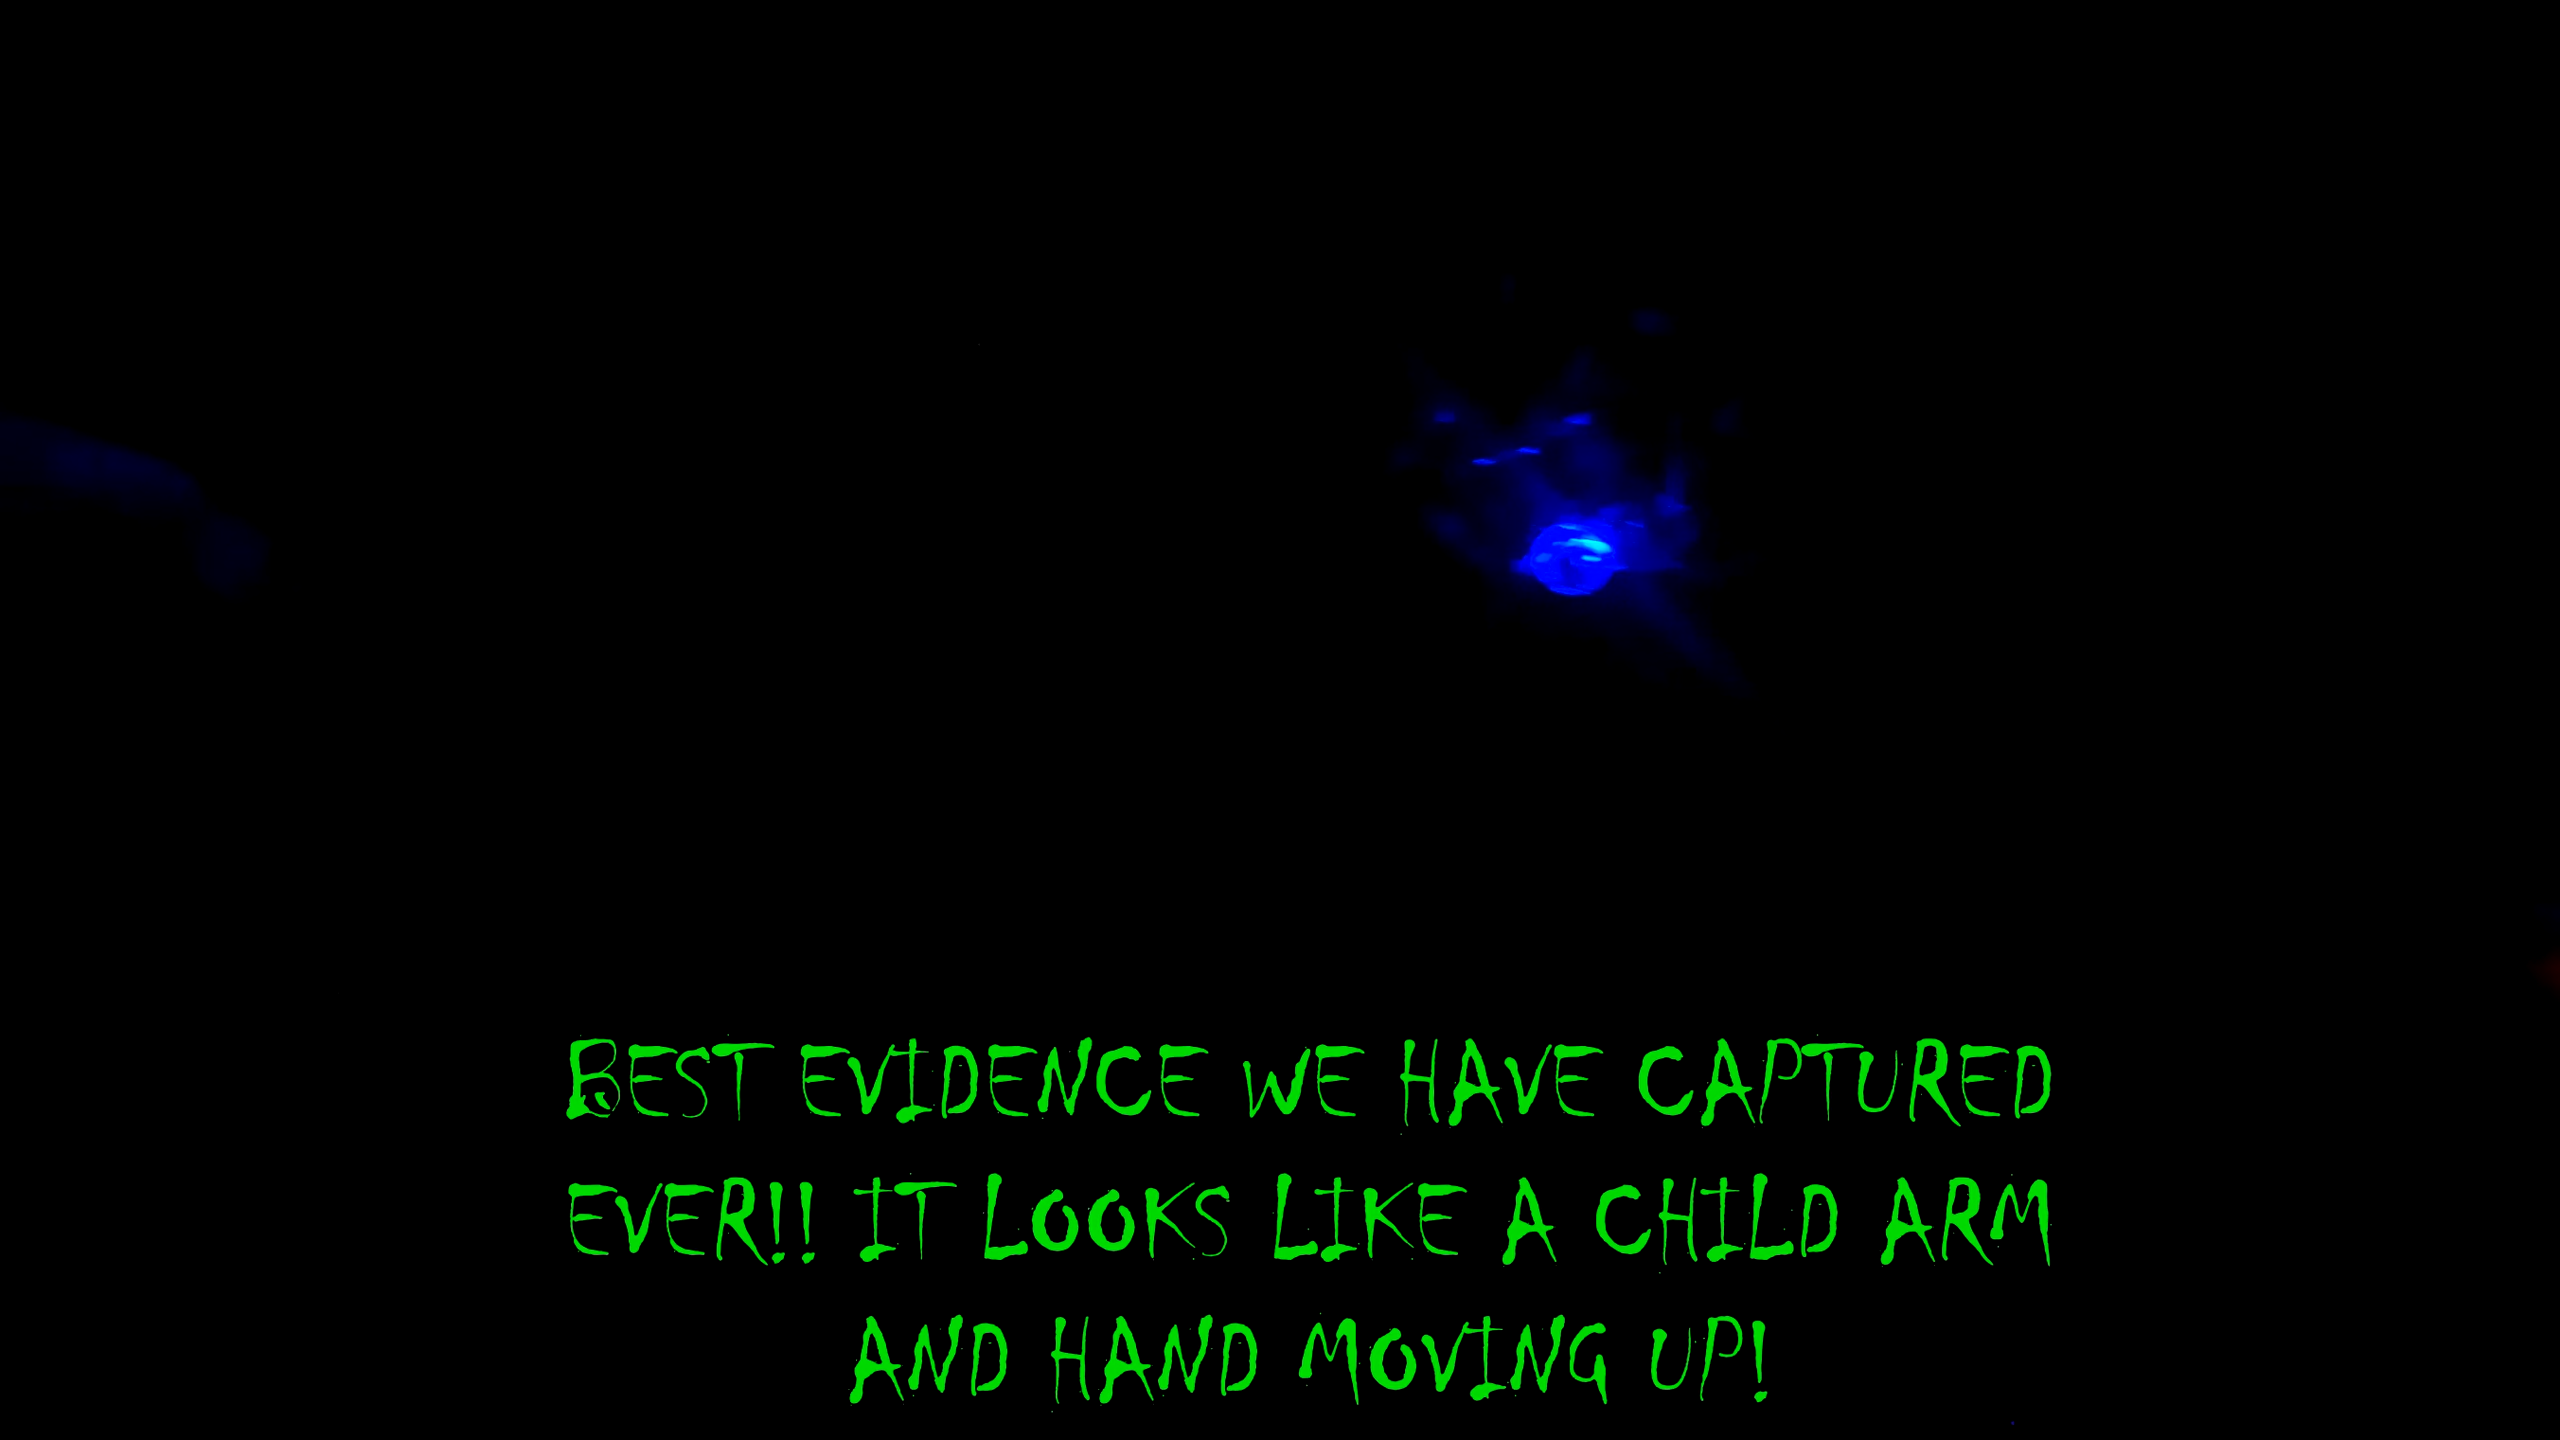 BEST EVIDENCE WE HAVE CAPTURED
EVER!! IT LOOKS LIKE A CHILD ARM
AND HAND MOVING UP!